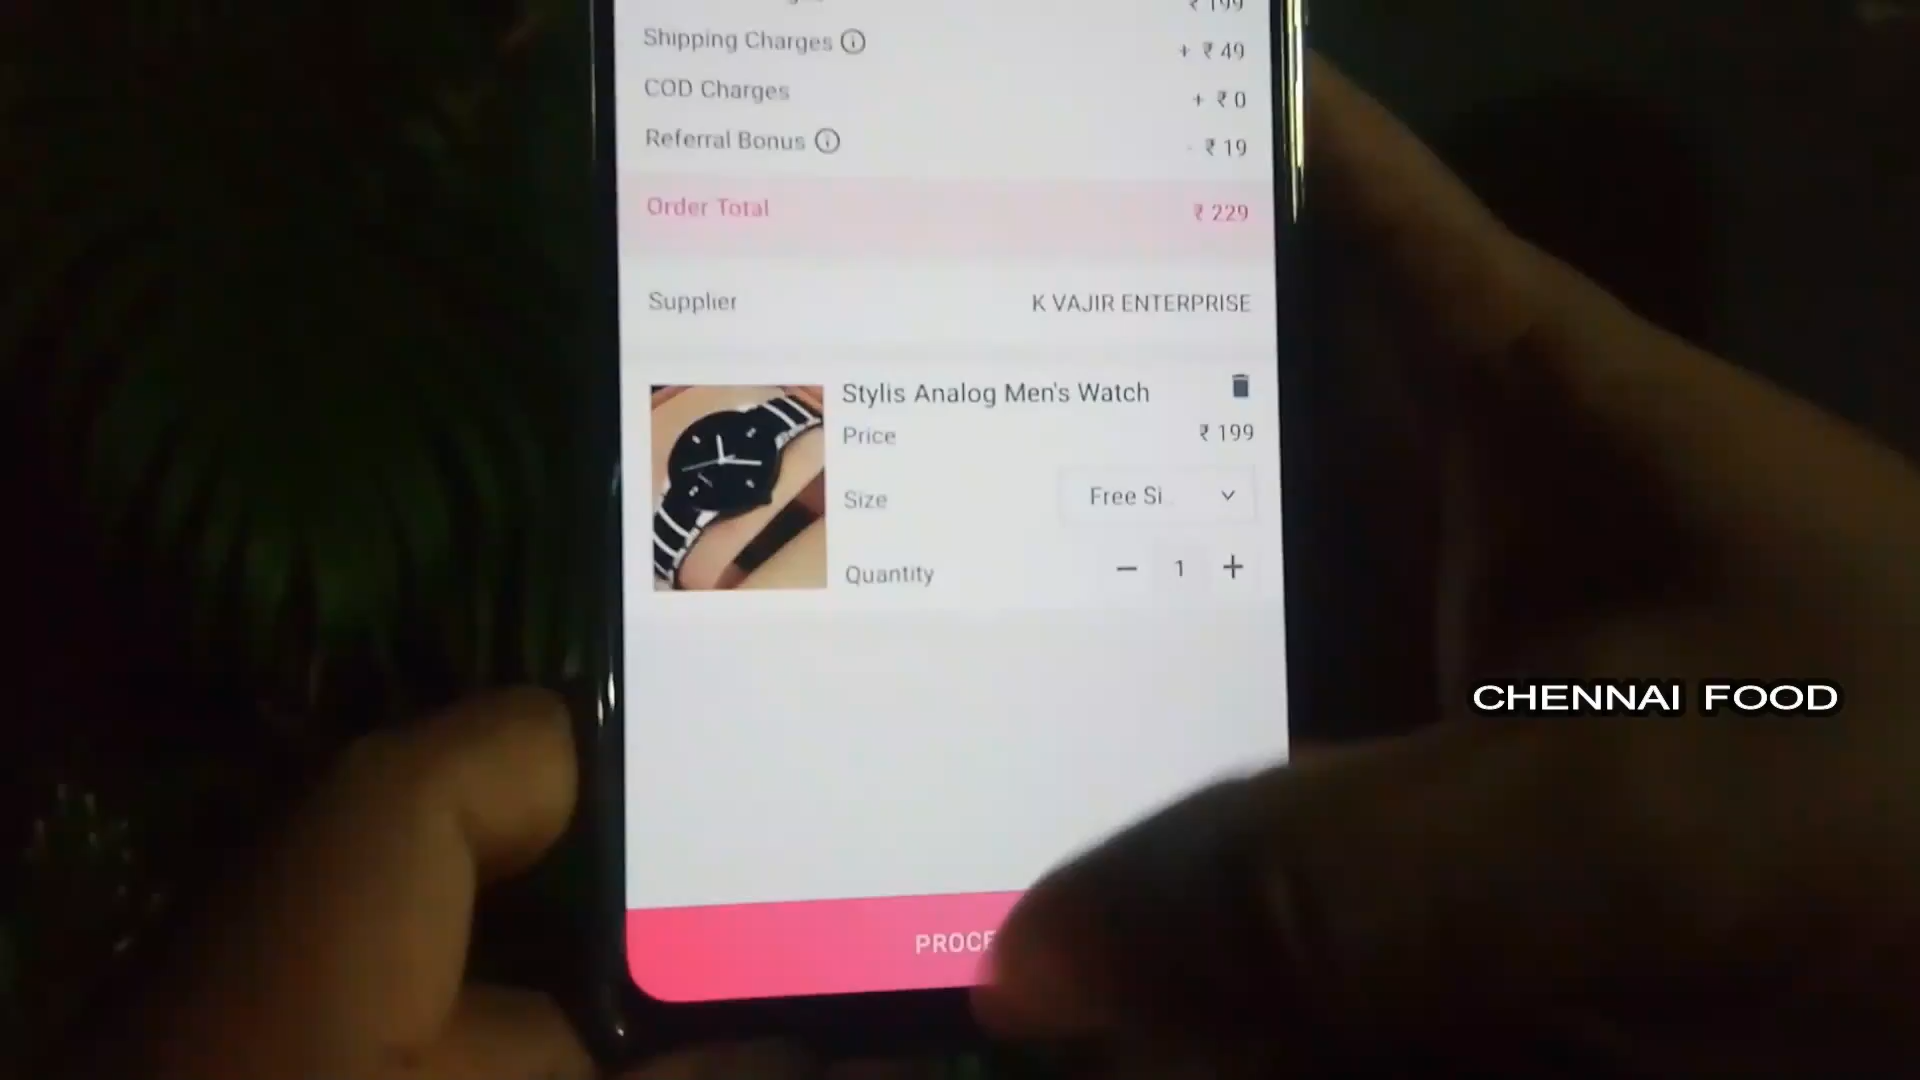 ₹ 199
Shipping Charges + ₹ 49
COD Charges + ₹ 0
Referral Bonus - ₹ 19
Order Total ₹ 229
Supplier K VAJIR ENTERPRISE
Stylis Analog Men's Watch
Price ₹ 199
Size Free Si..
Quantity − 1 +
CHENNAI FOOD